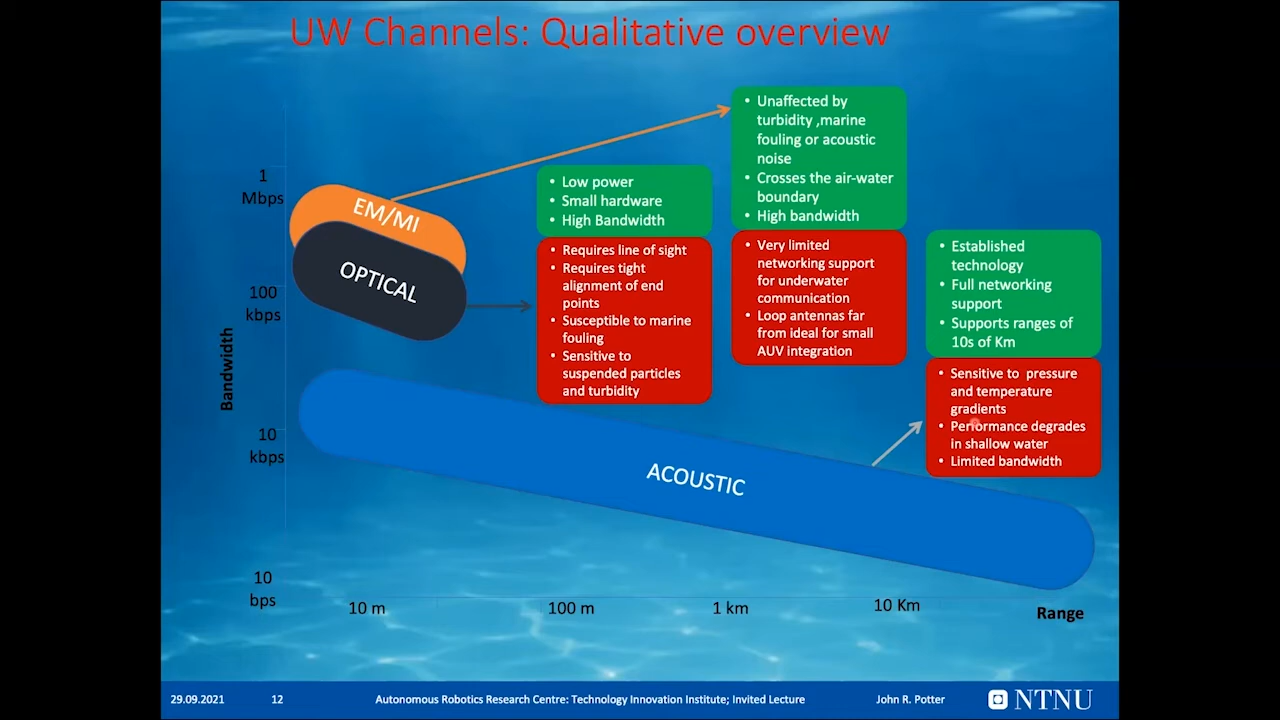 UW Channels: Qualitative overview
1
Mbps
100
kbps
Bandwidth
10
kbps
10
bps
EM/MI
OPTICAL
ACOUSTIC
• Low power
• Small hardware
• High Bandwidth
• Requires line of sight
• Requires tight
alignment of end
points
• Susceptible to marine
fouling
• Sensitive to
suspended particles
and turbidity
• Unaffected by
turbidity ,marine
fouling or acoustic
noise
• Crosses the air-water
boundary
• High bandwidth
• Very limited
networking support
for underwater
communication
• Loop antennas far
from ideal for small
AUV integration
• Established
technology
• Full networking
support
• Supports ranges of
10s of Km
• Sensitive to pressure
and temperature
gradients
• Performance degrades
in shallow water
• Limited bandwidth
10 m
100 m
1 km
10 Km
Range
29.09.2021
12
Autonomous Robotics Research Centre: Technology Innovation Institute; Invited Lecture
John R. Potter
NTNU